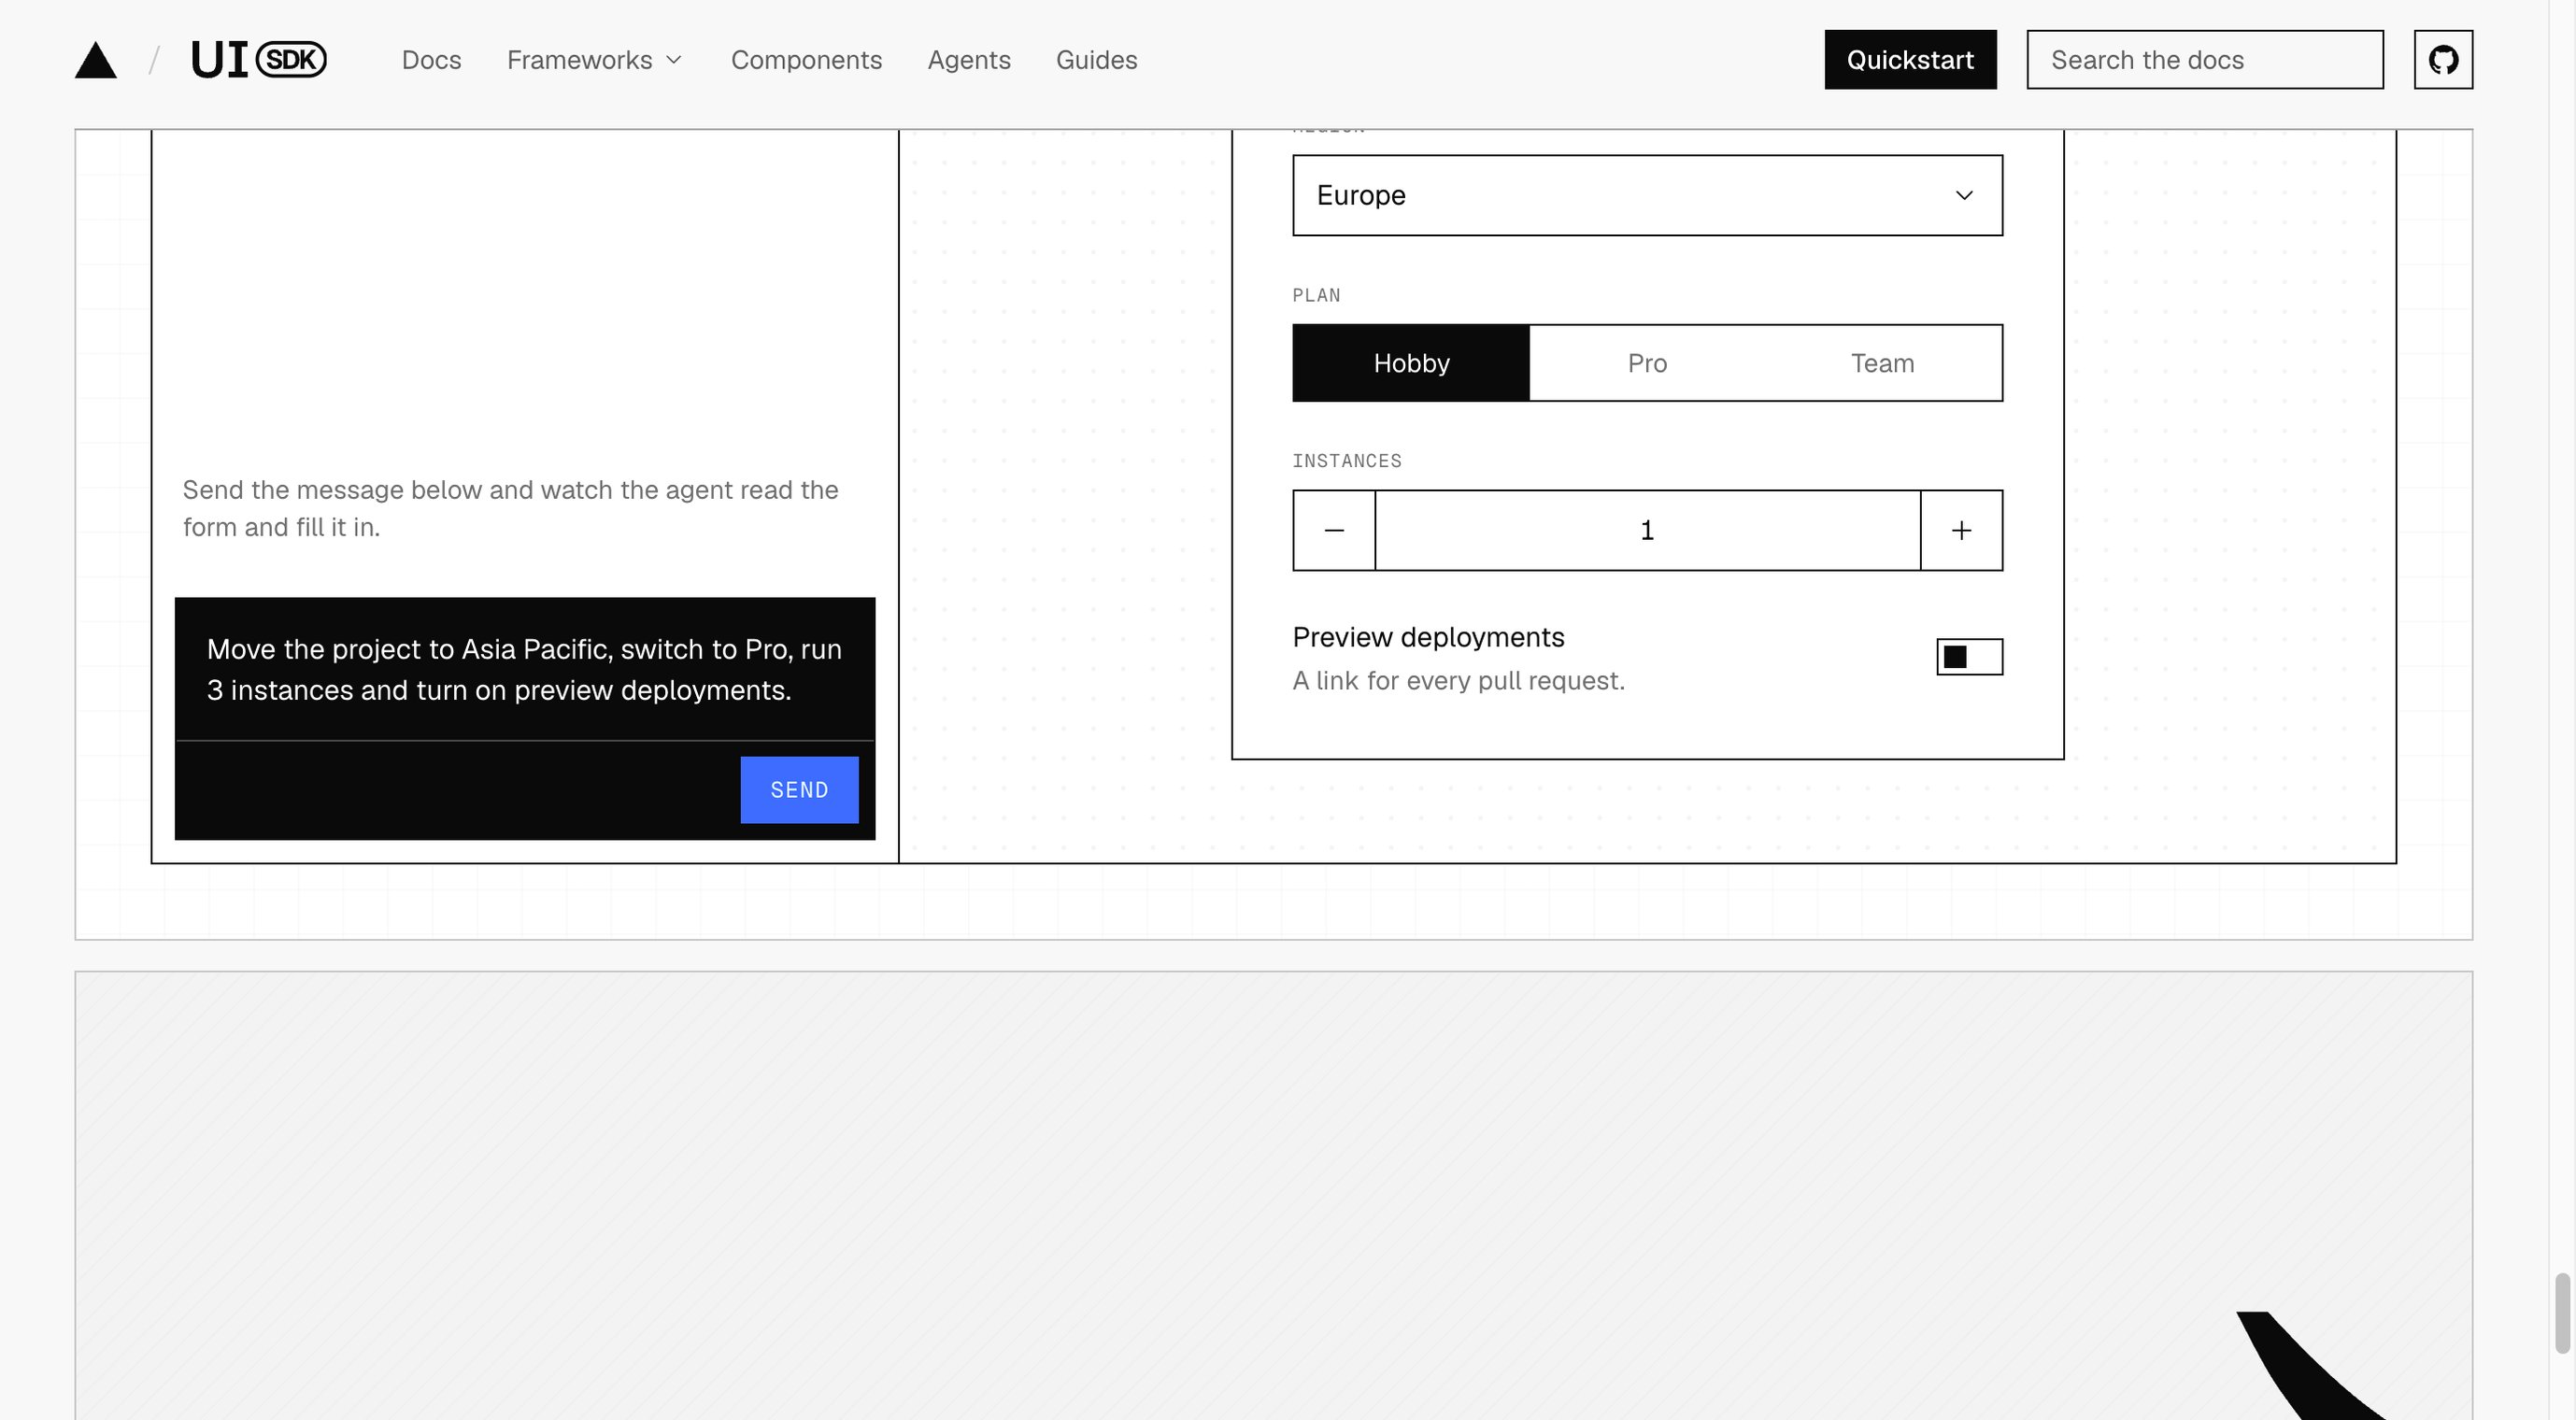 UI SDK
Docs
Frameworks
Components
Agents
Guides
Quickstart
Search the docs
REGION
Europe
PLAN
Hobby
Pro
Team
INSTANCES
1
Preview deployments
A link for every pull request.
Send the message below and watch the agent read the
form and fill it in.
Move the project to Asia Pacific, switch to Pro, run
3 instances and turn on preview deployments.
SEND